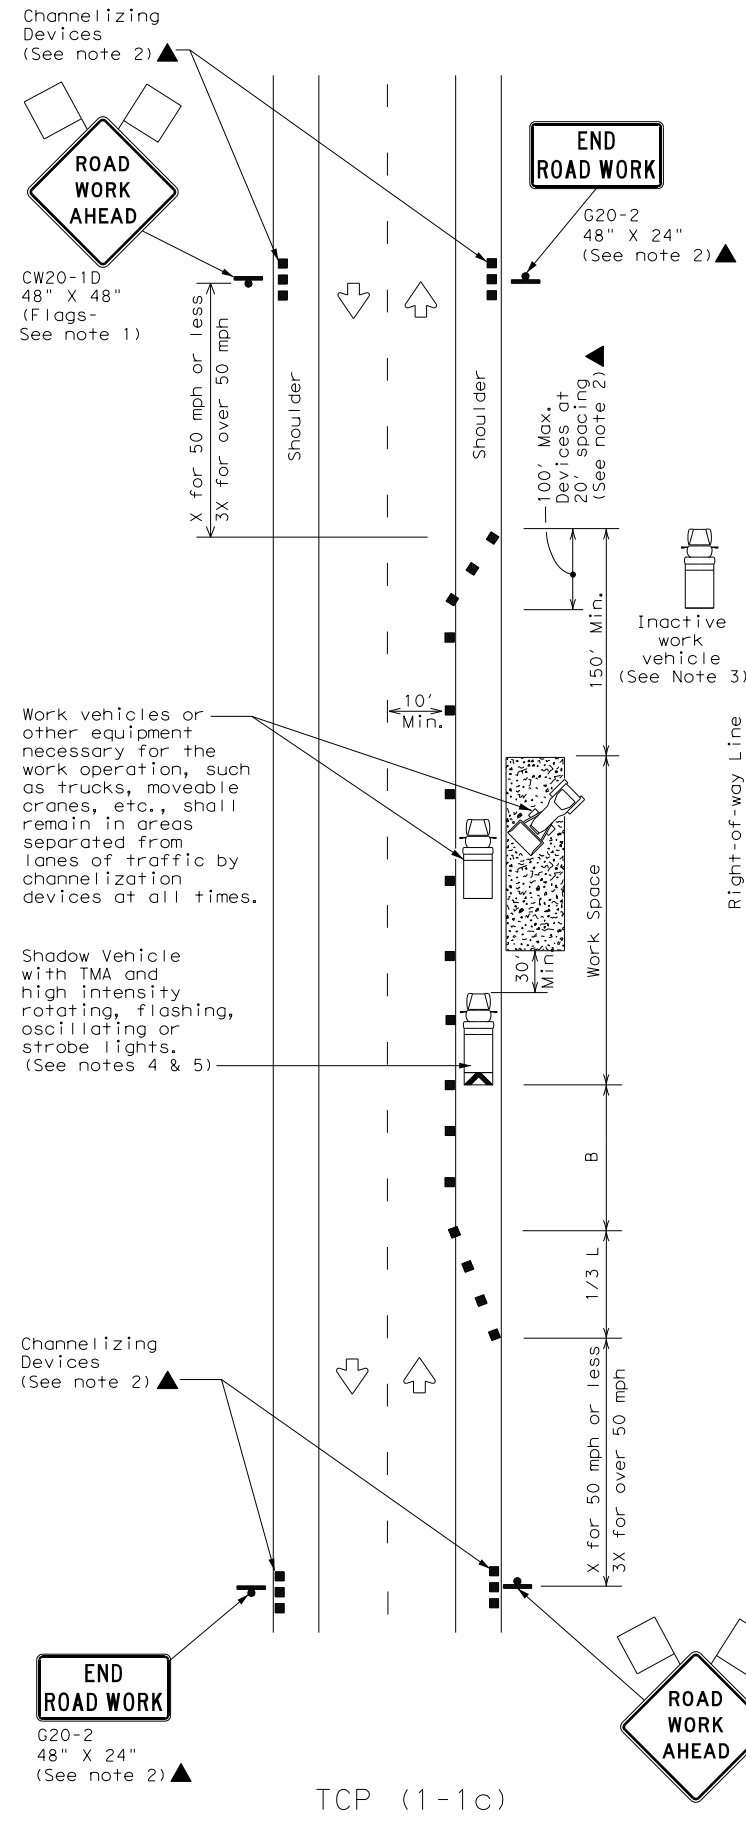 Channelizing
Devices
(See note 2)
ROAD
WORK
AHEAD
CW20-1D
48" X 48"
(Flags-
See note 1)
END
ROAD WORK
G20-2
48" X 24"
(See note 2)
X for 50 mph or less
3X for over 50 mph
Shoulder
Shoulder
100' Max.
Devices at
20' spacing
(See note 2)
150' Min.
Inactive
work
vehicle
(See Note 3)
Right-of-way Line
10'
Min.
Work vehicles or
other equipment
necessary for the
work operation, such
as trucks, moveable
cranes, etc., shall
remain in areas
separated from
lanes of traffic by
channelization
devices at all times.
Work Space
30'
Min.
Shadow Vehicle
with TMA and
high intensity
rotating, flashing,
oscillating or
strobe lights.
(See notes 4 & 5)
B
1/3 L
Channelizing
Devices
(See note 2)
X for 50 mph or less
3X for over 50 mph
END
ROAD WORK
G20-2
48" X 24"
(See note 2)
ROAD
WORK
AHEAD
TCP (1-1c)